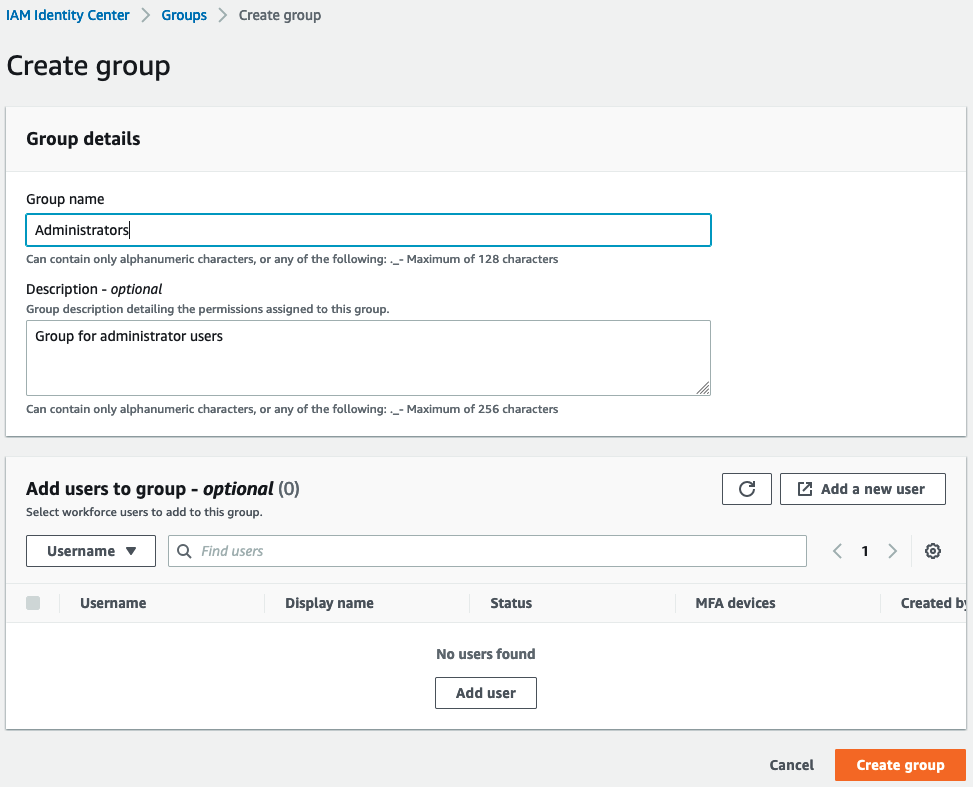 IAM Identity Center > Groups > Create group
Create group
Group details
Group name
Administrators
Can contain only alphanumeric characters, or any of the following: ._- Maximum of 128 characters
Description - optional
Group description detailing the permissions assigned to this group.
Group for administrator users
Can contain only alphanumeric characters, or any of the following: ._- Maximum of 256 characters
Add users to group - optional (0)
Add a new user
Select workforce users to add to this group.
Username
Find users
1
Username Display name Status MFA devices Created by
No users found
Add user
Cancel Create group